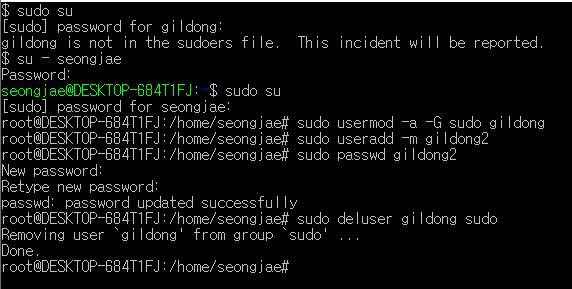 $ sudo su
[sudo] password for gildong:
gildong is not in the sudoers file.  This incident will be reported.
$ su - seongjae
Password:
seongjae@DESKTOP-684T1FJ:~$ sudo su
[sudo] password for seongjae:
root@DESKTOP-684T1FJ:/home/seongjae# sudo usermod -a -G sudo gildong
root@DESKTOP-684T1FJ:/home/seongjae# sudo useradd -m gildong2
root@DESKTOP-684T1FJ:/home/seongjae# sudo passwd gildong2
New password:
Retype new password:
passwd: password updated successfully
root@DESKTOP-684T1FJ:/home/seongjae# sudo deluser gildong sudo
Removing user `gildong' from group `sudo' ...
Done.
root@DESKTOP-684T1FJ:/home/seongjae#